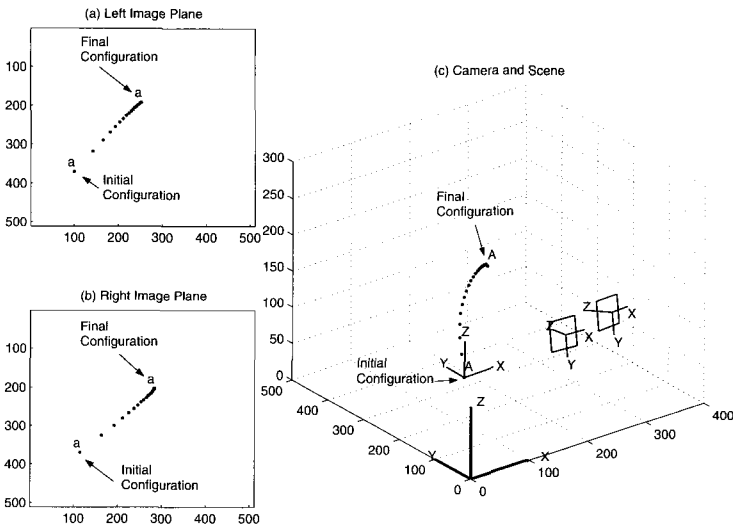 (a) Left Image Plane
Final
Configuration
a
100
200
300
400
500
a
Initial
Configuration
100 200 300 400 500
(b) Right Image Plane
Final
Configuration
a
100
200
300
400
500
a
Initial
Configuration
100 200 300 400 500
(c) Camera and Scene
300
250
200
150
100
50
0
Final
Configuration
A
Z
Y A X
Initial
Configuration
Z X
Y
Z X
Y
Z
Y X
500
400
300
200
100
0 0
100
200
300
400